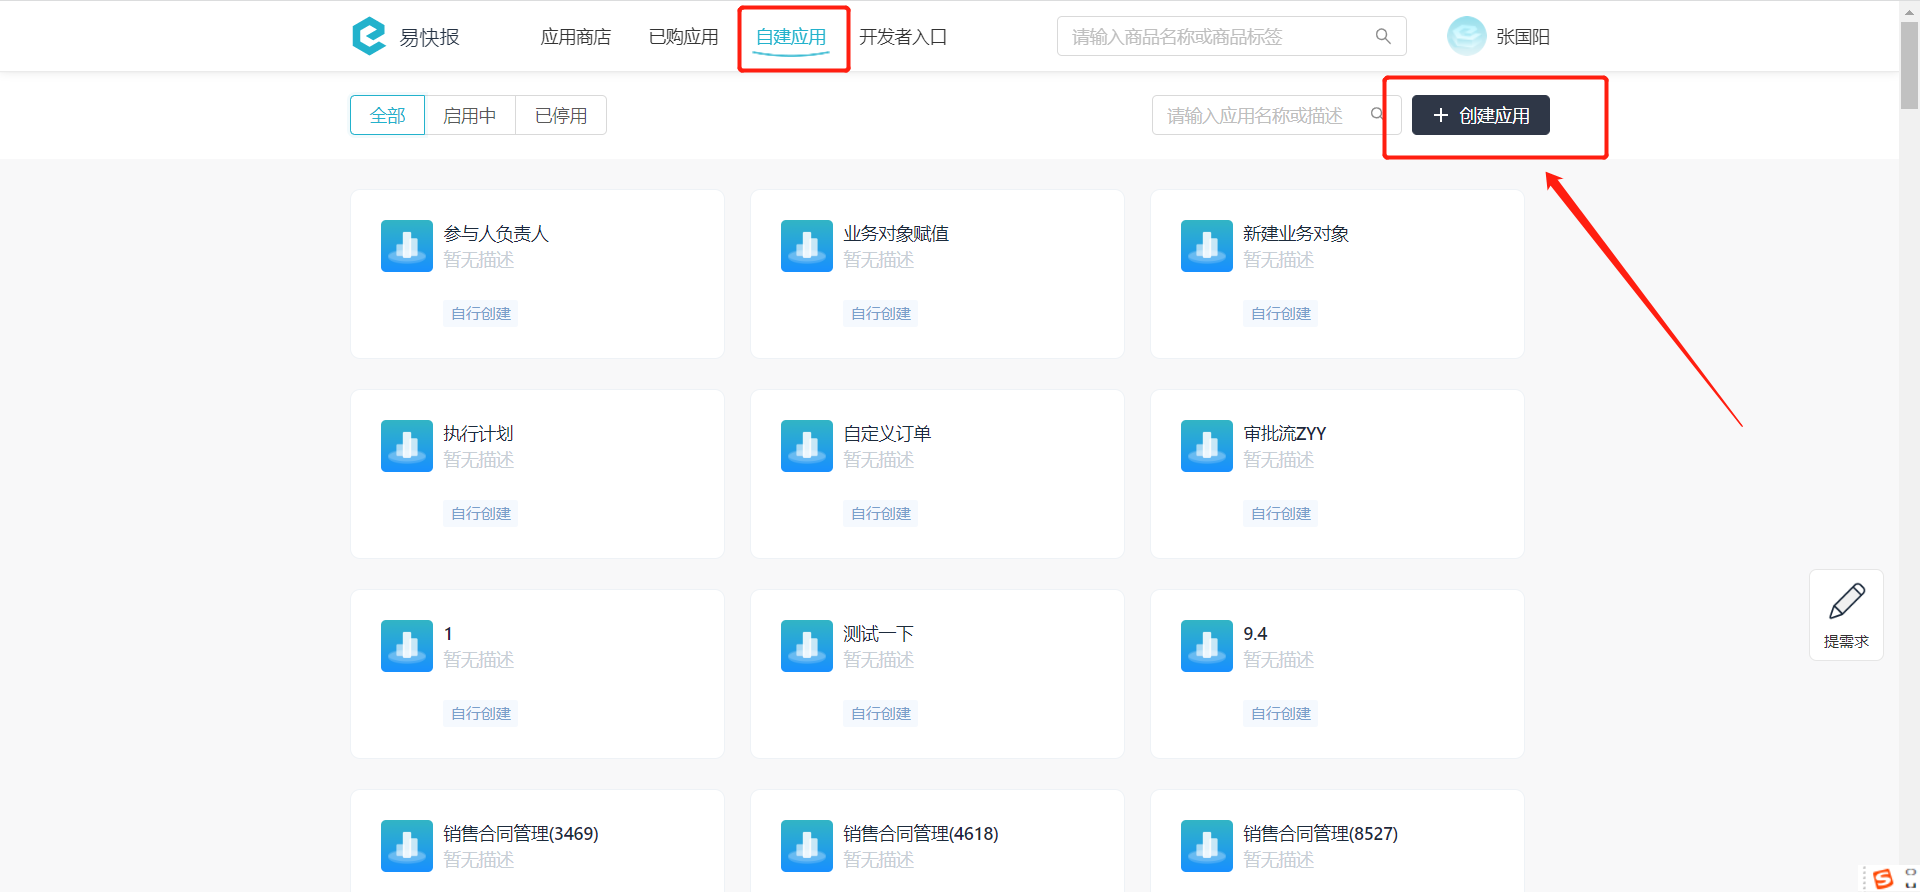 易快报
应用商店 已购应用 自建应用 开发者入口
请输入商品名称或商品标签
张国阳
全部 启用中 已停用
请输入应用名称或描述
+ 创建应用
参与人负责人
暂无描述
自行创建
业务对象赋值
暂无描述
自行创建
新建业务对象
暂无描述
自行创建
执行计划
暂无描述
自行创建
自定义订单
暂无描述
自行创建
审批流ZYY
暂无描述
自行创建
1
暂无描述
自行创建
测试一下
暂无描述
自行创建
9.4
暂无描述
自行创建
提需求
销售合同管理(3469)
暂无描述
销售合同管理(4618)
暂无描述
销售合同管理(8527)
暂无描述